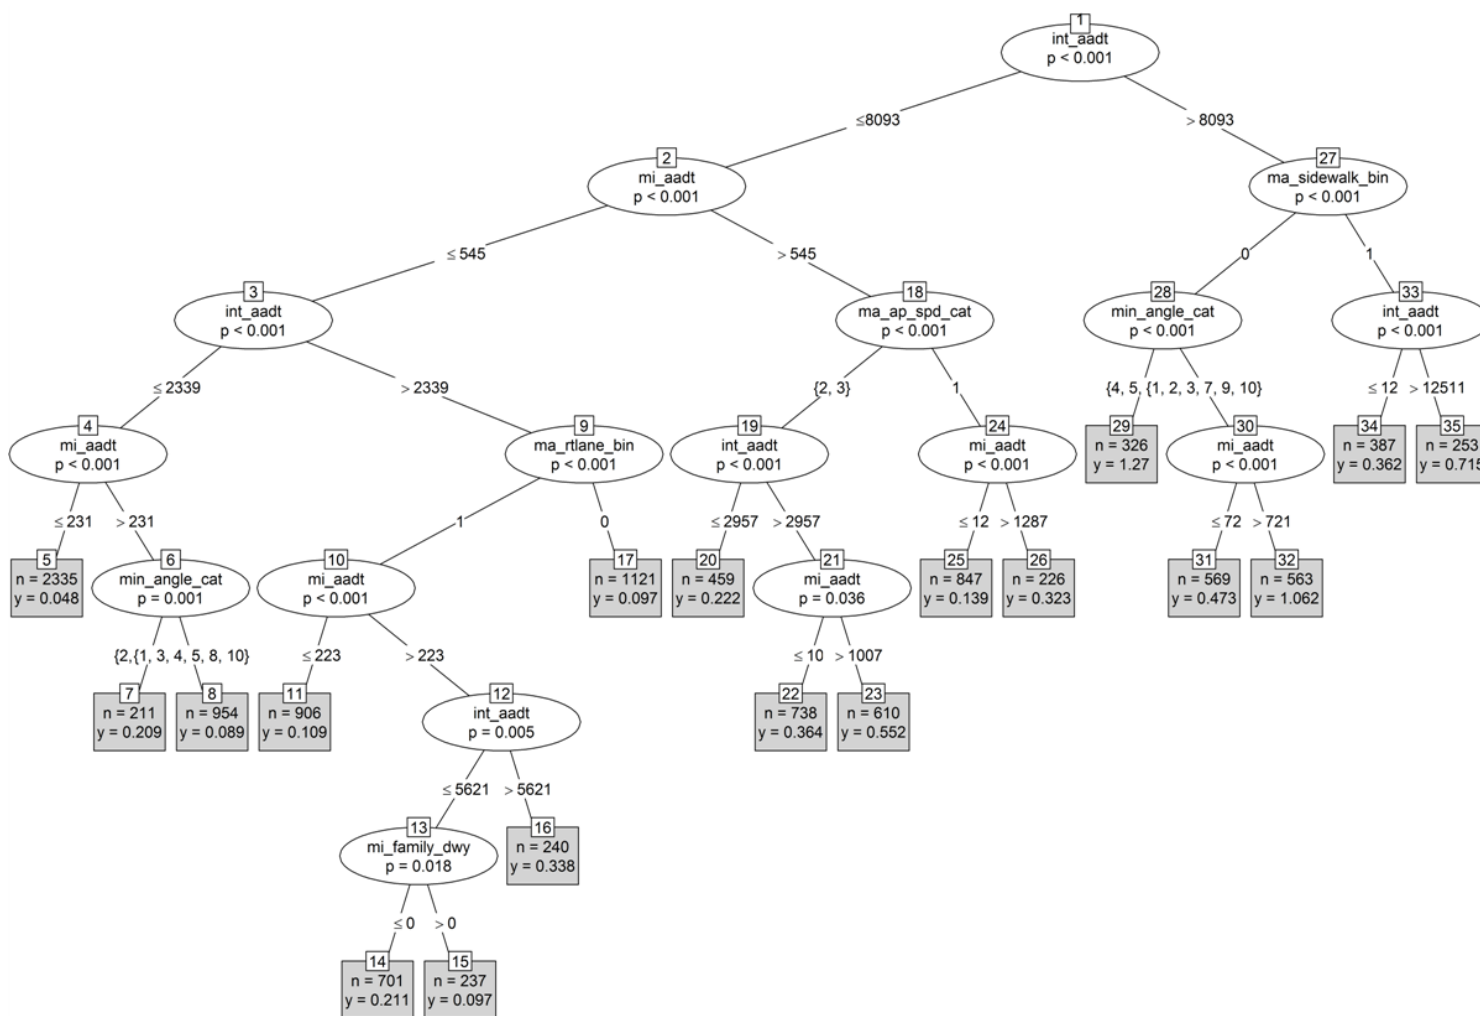 1
int_aadt
p < 0.001
≤8093
> 8093
2
mi_aadt
p < 0.001
27
ma_sidewalk_bin
p < 0.001
≤ 545
> 545
0
1
3
int_aadt
p < 0.001
18
ma_ap_spd_cat
p < 0.001
28
min_angle_cat
p < 0.001
33
int_aadt
p < 0.001
≤ 2339
> 2339
{2, 3}
1
{4, 5, {1, 2, 3, 7, 9, 10}
≤ 12
> 12511
4
mi_aadt
p < 0.001
9
ma_rtlane_bin
p < 0.001
19
int_aadt
p < 0.001
24
mi_aadt
p < 0.001
29
n = 326
y = 1.27
30
mi_aadt
p < 0.001
34
n = 387
y = 0.362
35
n = 253
y = 0.715
≤ 231
> 231
1
0
≤ 2957
> 2957
≤ 12
> 1287
≤ 72
> 721
5
n = 2335
y = 0.048
6
min_angle_cat
p = 0.001
10
mi_aadt
p < 0.001
17
n = 1121
y = 0.097
20
n = 459
y = 0.222
21
mi_aadt
p = 0.036
25
n = 847
y = 0.139
26
n = 226
y = 0.323
31
n = 569
y = 0.473
32
n = 563
y = 1.062
{2,{1, 3, 4, 5, 8, 10}
≤ 223
> 223
≤ 10
> 1007
7
n = 211
y = 0.209
8
n = 954
y = 0.089
11
n = 906
y = 0.109
12
int_aadt
p = 0.005
22
n = 738
y = 0.364
23
n = 610
y = 0.552
≤ 5621
> 5621
13
mi_family_dwy
p = 0.018
16
n = 240
y = 0.338
≤ 0
> 0
14
n = 701
y = 0.211
15
n = 237
y = 0.097